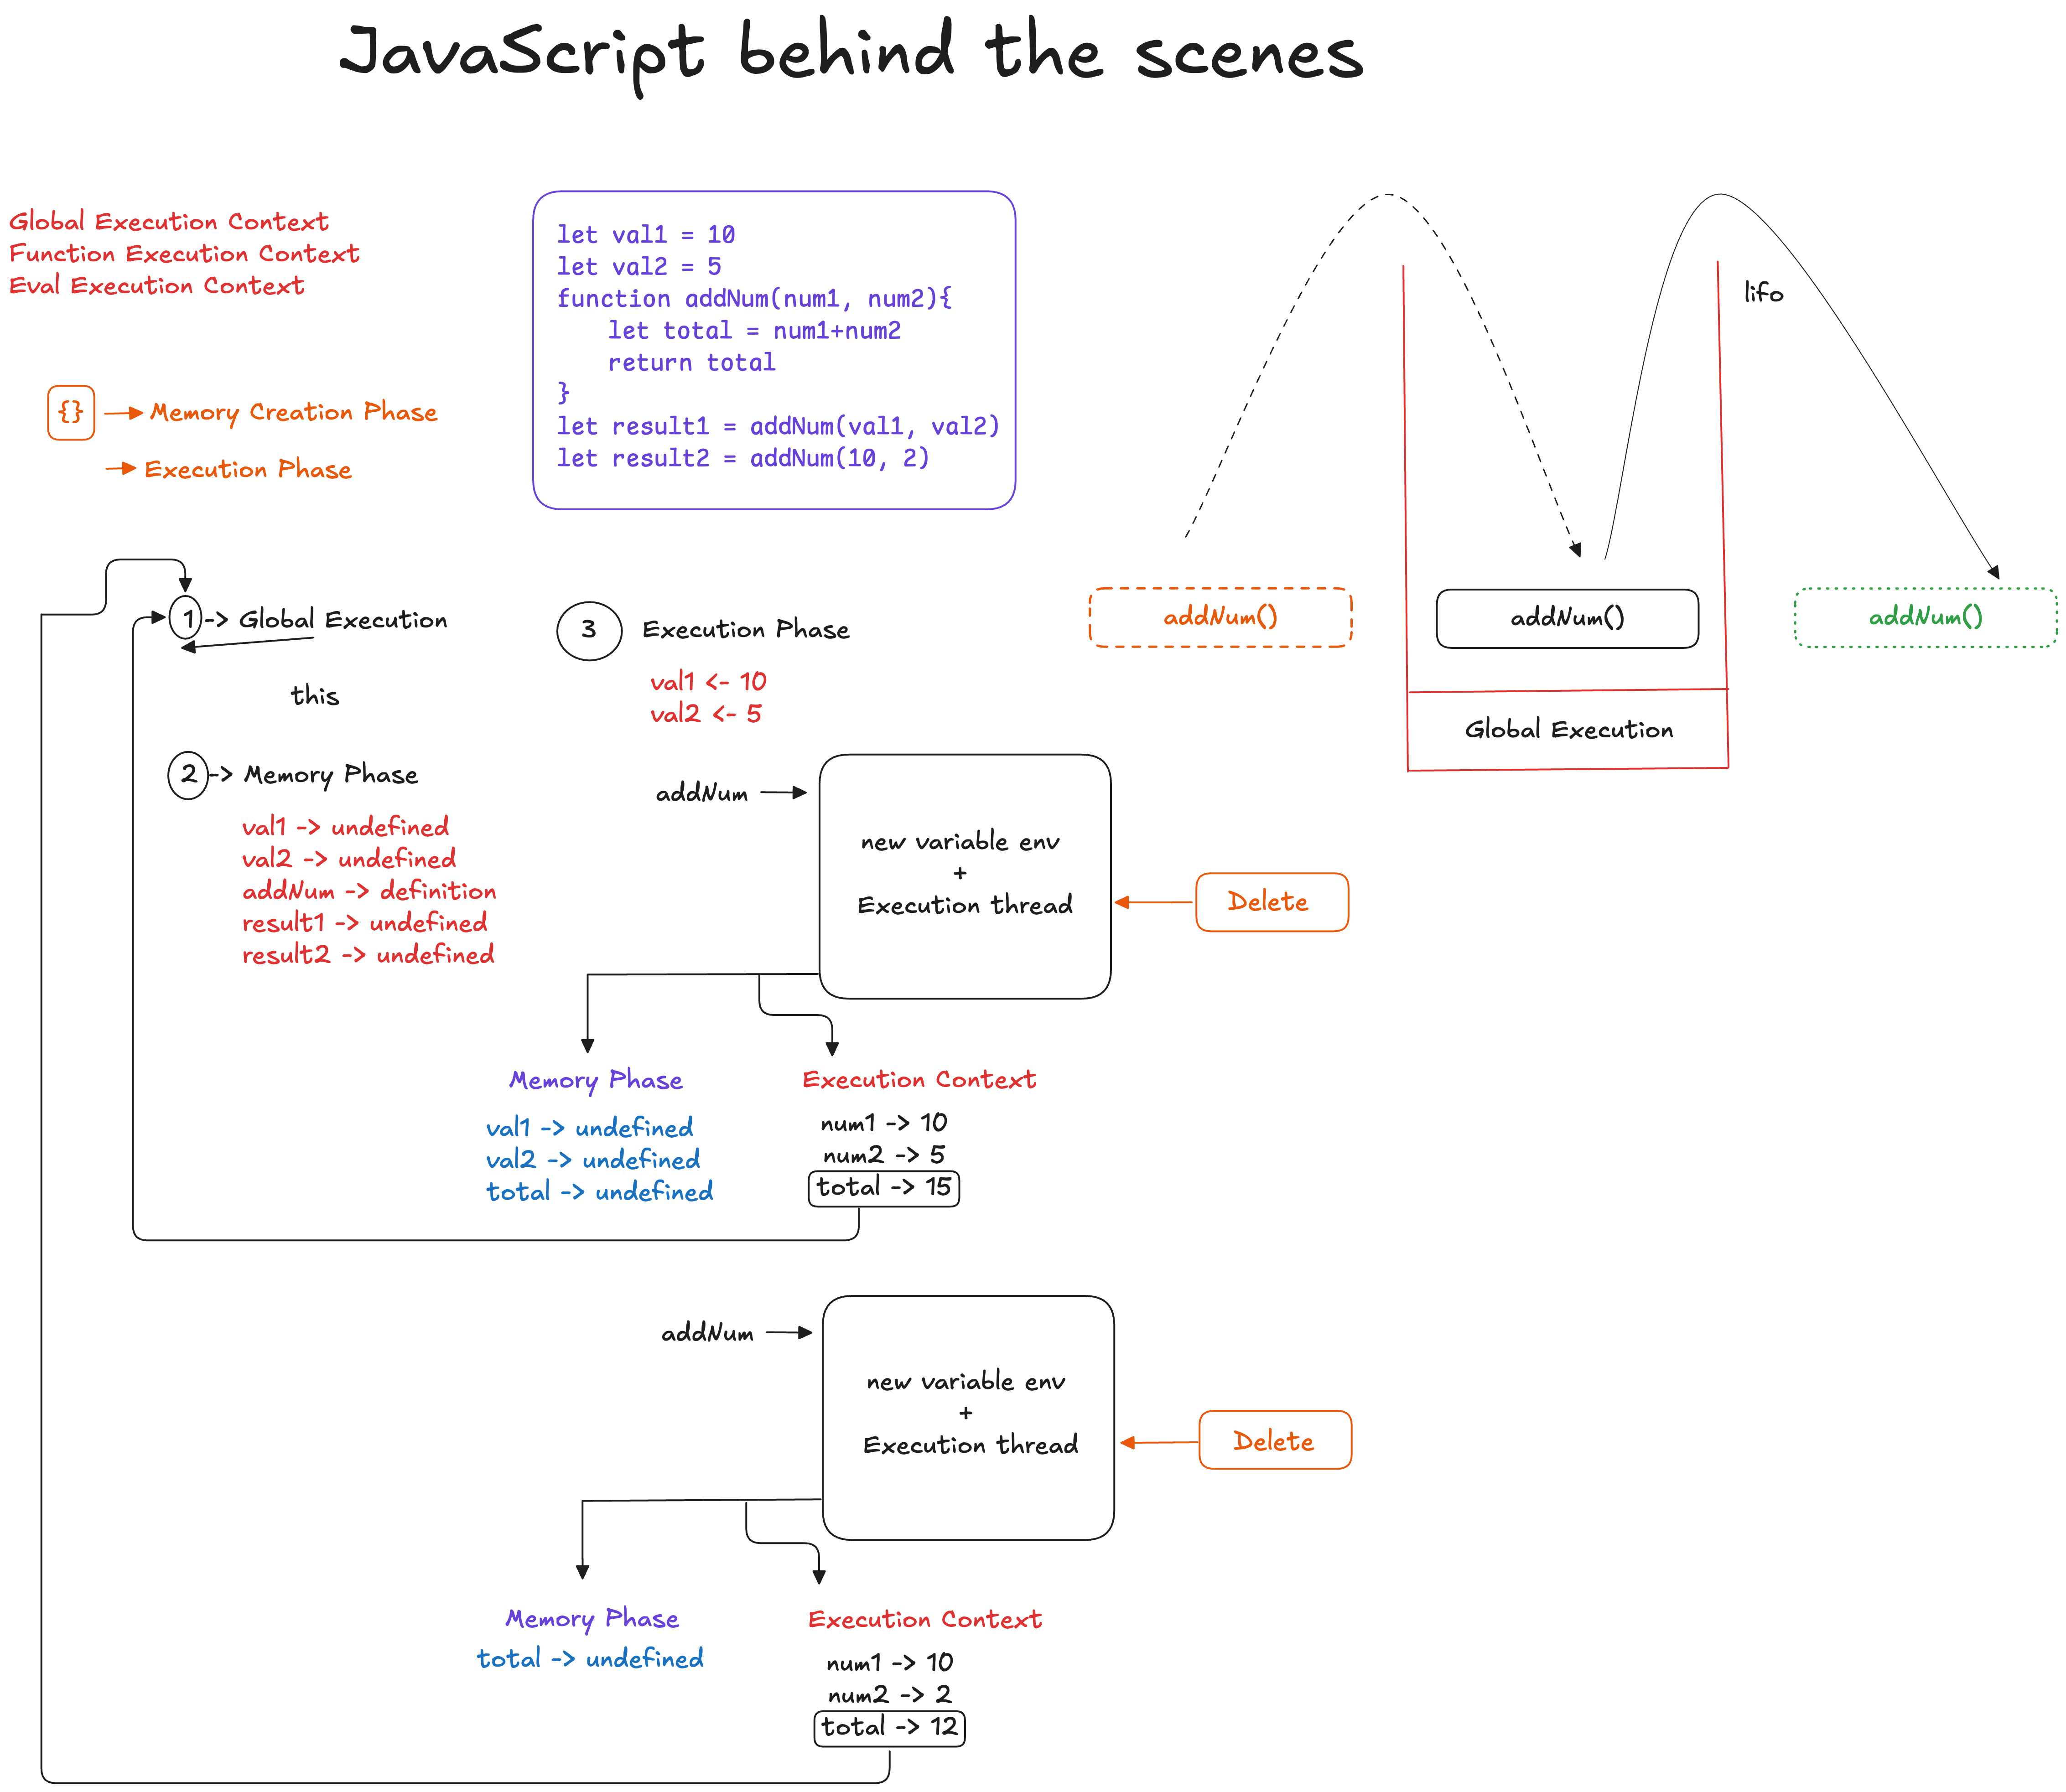 JavaScript behind the scenes
Global Execution Context
Function Execution Context
Eval Execution Context
{} Memory Creation Phase
Execution Phase
let val1 = 10
let val2 = 5
function addNum(num1, num2){
let total = num1+num2
return total
}
let result1 = addNum(val1, val2)
let result2 = addNum(10, 2)
lifo
addNum()
addNum()
addNum()
Global Execution
1 -> Global Execution
this
2 -> Memory Phase
val1 -> undefined
val2 -> undefined
addNum -> definition
result1 -> undefined
result2 -> undefined
3 Execution Phase
val1 <- 10
val2 <- 5
addNum
new variable env
+
Execution thread
Delete
Memory Phase
val1 -> undefined
val2 -> undefined
total -> undefined
Execution Context
num1 -> 10
num2 -> 5
total -> 15
addNum
new variable env
+
Execution thread
Delete
Memory Phase
total -> undefined
Execution Context
num1 -> 10
num2 -> 2
total -> 12